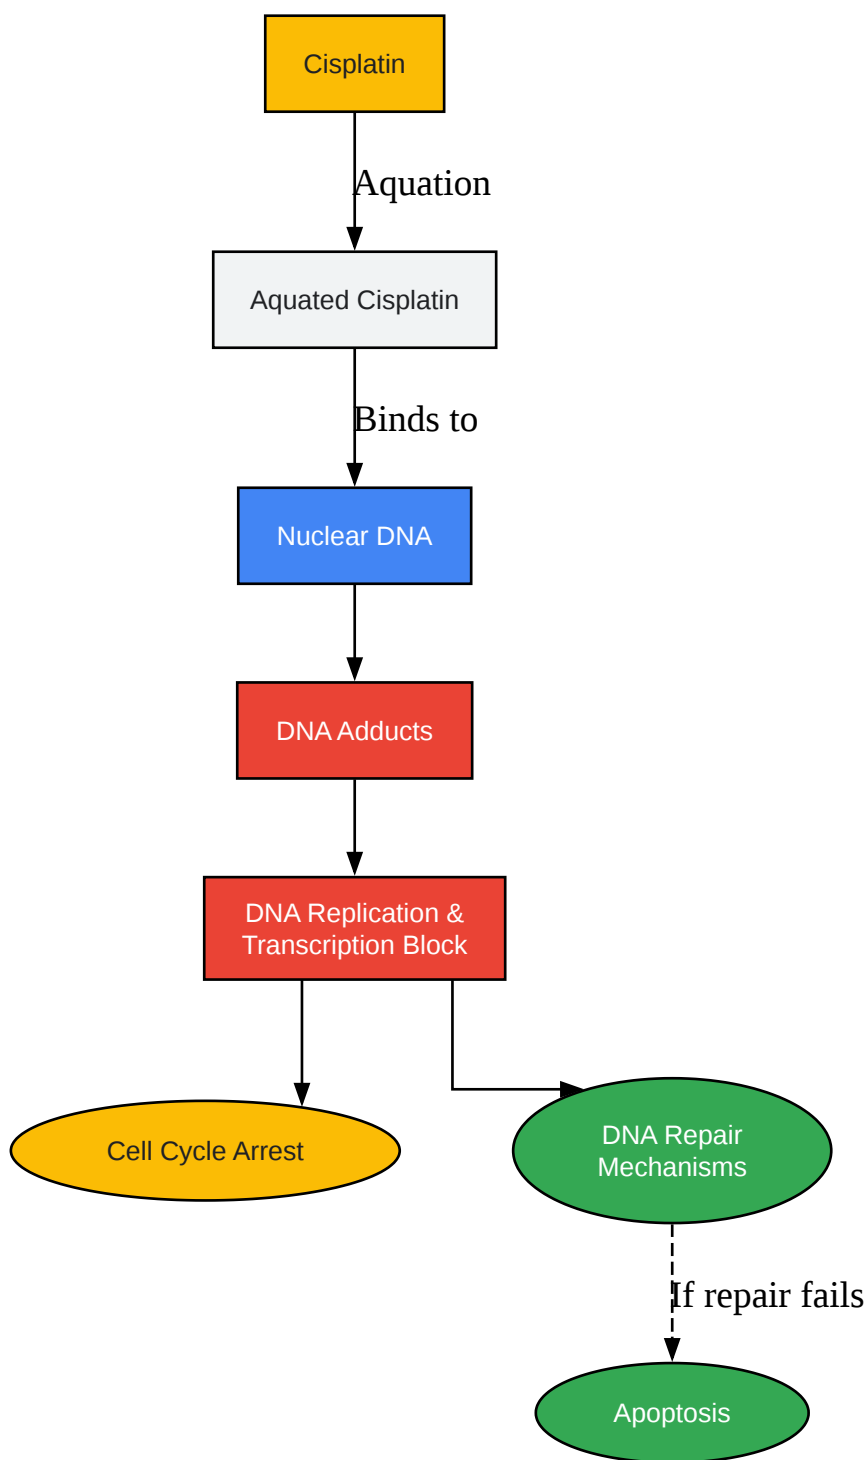 Cisplatin
Aquation
Aquated Cisplatin
Binds to
Nuclear DNA
DNA Adducts
DNA Replication &
Transcription Block
Cell Cycle Arrest
DNA Repair
Mechanisms
If repair fails
Apoptosis